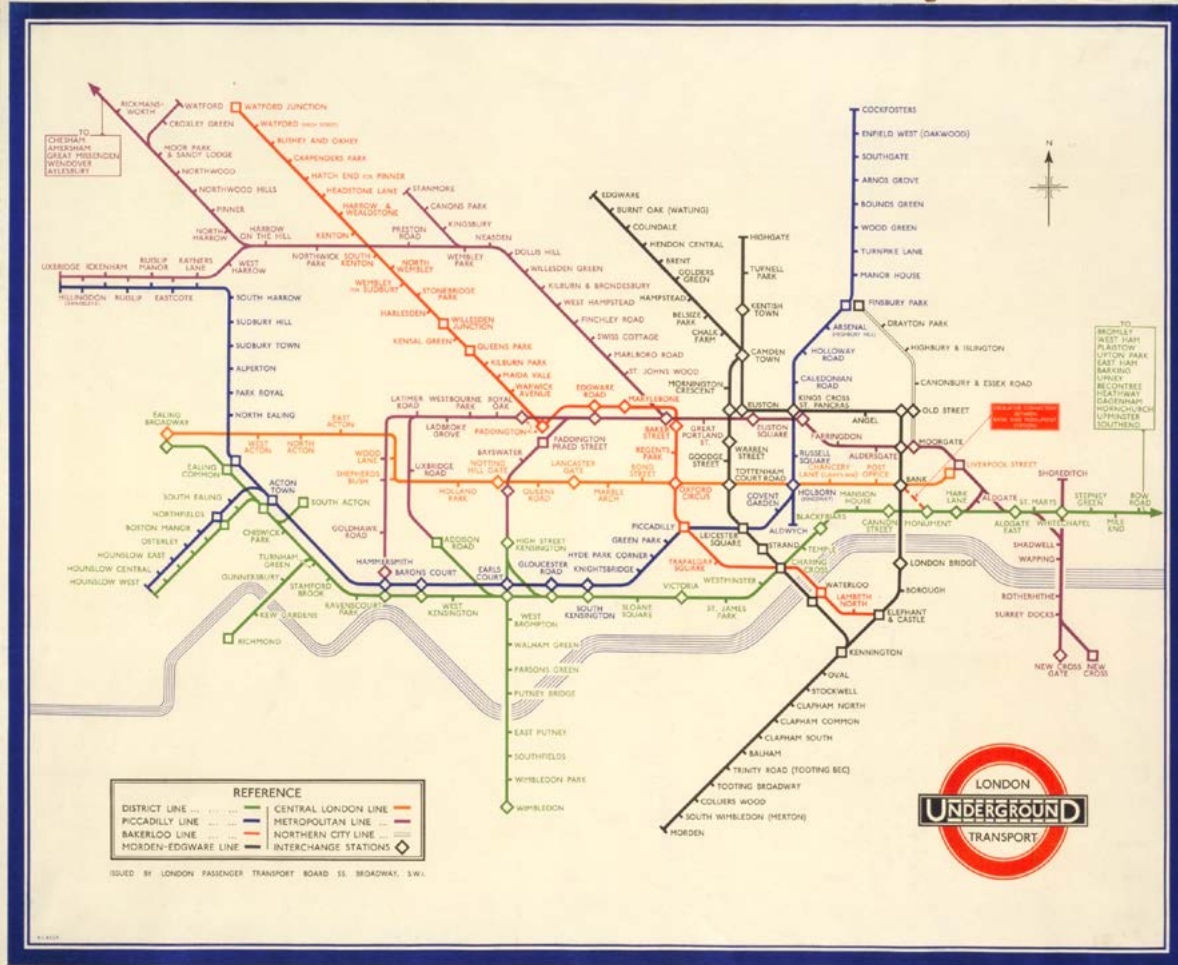 TO
CHESHAM
AMERSHAM
GREAT MISSENDEN
WENDOVER
AYLESBURY
RICKMANS-
WORTH
WATFORD
CROXLEY GREEN
MOOR PARK
& SANDY LODGE
NORTHWOOD
NORTHWOOD HILLS
PINNER
NORTH
HARROW
HARROW
ON THE HILL
WEST
HARROW
RAYNERS
LANE
RUISLIP
MANOR
ICKENHAM
UXBRIDGE
NORTHWICK
PARK
PRESTON
ROAD
WEMBLEY
PARK
NEASDEN
STANMORE
CANONS PARK
KINGSBURY
DOLLIS HILL
WILLESDEN GREEN
KILBURN & BRONDESBURY
WEST HAMPSTEAD
FINCHLEY ROAD
SWISS COTTAGE
MARLBORO ROAD
ST. JOHNS WOOD
WATFORD JUNCTION
WATFORD (HIGH STREET)
BUSHEY AND OXHEY
CARPENDERS PARK
HATCH END FOR PINNER
HEADSTONE LANE
HARROW &
WEALDSTONE
KENTON
SOUTH
KENTON
NORTH
WEMBLEY
WEMBLEY
FOR SUDBURY
STONEBRIDGE
PARK
HARLESDEN
WILLESDEN
JUNCTION
KENSAL GREEN
QUEENS PARK
KILBURN PARK
MAIDA VALE
WARWICK
AVENUE
PADDINGTON
EDGWARE
ROAD
MARYLEBONE
BAKER
STREET
REGENTS
PARK
OXFORD
CIRCUS
PICCADILLY
TRAFALGAR
SQUARE
CHARING
CROSS
WATERLOO
LAMBETH
NORTH
ELEPHANT
& CASTLE
HILLINGDON
(SWAKELEYS)
RUISLIP
EASTCOTE
SOUTH HARROW
SUDBURY HILL
SUDBURY TOWN
ALPERTON
PARK ROYAL
NORTH EALING
EALING
BROADWAY
EALING
COMMON
WEST
ACTON
NORTH
ACTON
EAST
ACTON
WOOD
LANE
SHEPHERDS
BUSH
HOLLAND
PARK
NOTTING
HILL GATE
QUEENS
ROAD
LANCASTER
GATE
MARBLE
ARCH
BOND
STREET
TOTTENHAM
COURT ROAD
HOLBORN
(KINGSWAY)
CHANCERY
LANE (GRAYS INN)
POST
OFFICE
BANK
LIVERPOOL STREET
LATIMER
ROAD
WESTBOURNE
PARK
ROYAL
OAK
LADBROKE
GROVE
UXBRIDGE
ROAD
GOLDHAWK
ROAD
HAMMERSMITH
PADDINGTON
PRAED STREET
BAYSWATER
HIGH STREET
KENSINGTON
ADDISON
ROAD
GREAT
PORTLAND
ST.
EUSTON
SQUARE
FARRINGDON
ALDERSGATE
MOORGATE
ALDGATE
ACTON
TOWN
SOUTH ACTON
SOUTH EALING
NORTHFIELDS
BOSTON MANOR
OSTERLEY
HOUNSLOW EAST
HOUNSLOW CENTRAL
HOUNSLOW WEST
CHISWICK
PARK
TURNHAM
GREEN
GUNNERSBURY
KEW GARDENS
RICHMOND
STAMFORD
BROOK
RAVENSCOURT
PARK
BARONS COURT
WEST
KENSINGTON
EARLS
COURT
GLOUCESTER
ROAD
SOUTH
KENSINGTON
KNIGHTSBRIDGE
HYDE PARK CORNER
GREEN PARK
SLOANE
SQUARE
VICTORIA
ST. JAMES
PARK
WESTMINSTER
TEMPLE
BLACKFRIARS
MANSION
HOUSE
CANNON
STREET
MONUMENT
MARK
LANE
ALDGATE
EAST
ST. MARYS
WHITECHAPEL
STEPNEY
GREEN
MILE
END
BOW
ROAD
SHOREDITCH
SHADWELL
WAPPING
ROTHERHITHE
SURREY DOCKS
NEW CROSS
GATE
NEW
CROSS
TO
BROMLEY
WEST HAM
PLAISTOW
UPTON PARK
EAST HAM
BARKING
UPNEY
BECONTREE
HEATHWAY
DAGENHAM
HORNCHURCH
UPMINSTER
SOUTHEND
WEST
BROMPTON
WALHAM GREEN
PARSONS GREEN
PUTNEY BRIDGE
EAST PUTNEY
SOUTHFIELDS
WIMBLEDON PARK
WIMBLEDON
COCKFOSTERS
ENFIELD WEST (OAKWOOD)
SOUTHGATE
ARNOS GROVE
BOUNDS GREEN
WOOD GREEN
TURNPIKE LANE
MANOR HOUSE
FINSBURY PARK
ARSENAL
(HIGHBURY HILL)
HOLLOWAY
ROAD
CALEDONIAN
ROAD
KINGS CROSS
ST. PANCRAS
RUSSELL
SQUARE
COVENT
GARDEN
ALDWYCH
LEICESTER
SQUARE
DRAYTON PARK
HIGHBURY & ISLINGTON
CANONBURY & ESSEX ROAD
OLD STREET
EDGWARE
BURNT OAK (WATLING)
COLINDALE
HENDON CENTRAL
BRENT
GOLDERS
GREEN
HAMPSTEAD
BELSIZE
PARK
CHALK
FARM
HIGHGATE
TUFNELL
PARK
KENTISH
TOWN
CAMDEN
TOWN
MORNINGTON
CRESCENT
EUSTON
ANGEL
WARREN
STREET
GOODGE
STREET
STRAND
LONDON BRIDGE
BOROUGH
KENNINGTON
OVAL
STOCKWELL
CLAPHAM NORTH
CLAPHAM COMMON
CLAPHAM SOUTH
BALHAM
TRINITY ROAD (TOOTING BEC)
TOOTING BROADWAY
COLLIERS WOOD
SOUTH WIMBLEDON (MERTON)
MORDEN
N
ESCALATOR CONNECTION
BETWEEN
BANK AND MONUMENT
STATIONS
REFERENCE
DISTRICT LINE ... ... ...
PICCADILLY LINE ... ...
BAKERLOO LINE ... ...
MORDEN-EDGWARE LINE
CENTRAL LONDON LINE
METROPOLITAN LINE ...
NORTHERN CITY LINE ...
INTERCHANGE STATIONS
ISSUED BY LONDON PASSENGER TRANSPORT BOARD 55, BROADWAY, S.W.1.
LONDON
UNDERGROUND
TRANSPORT